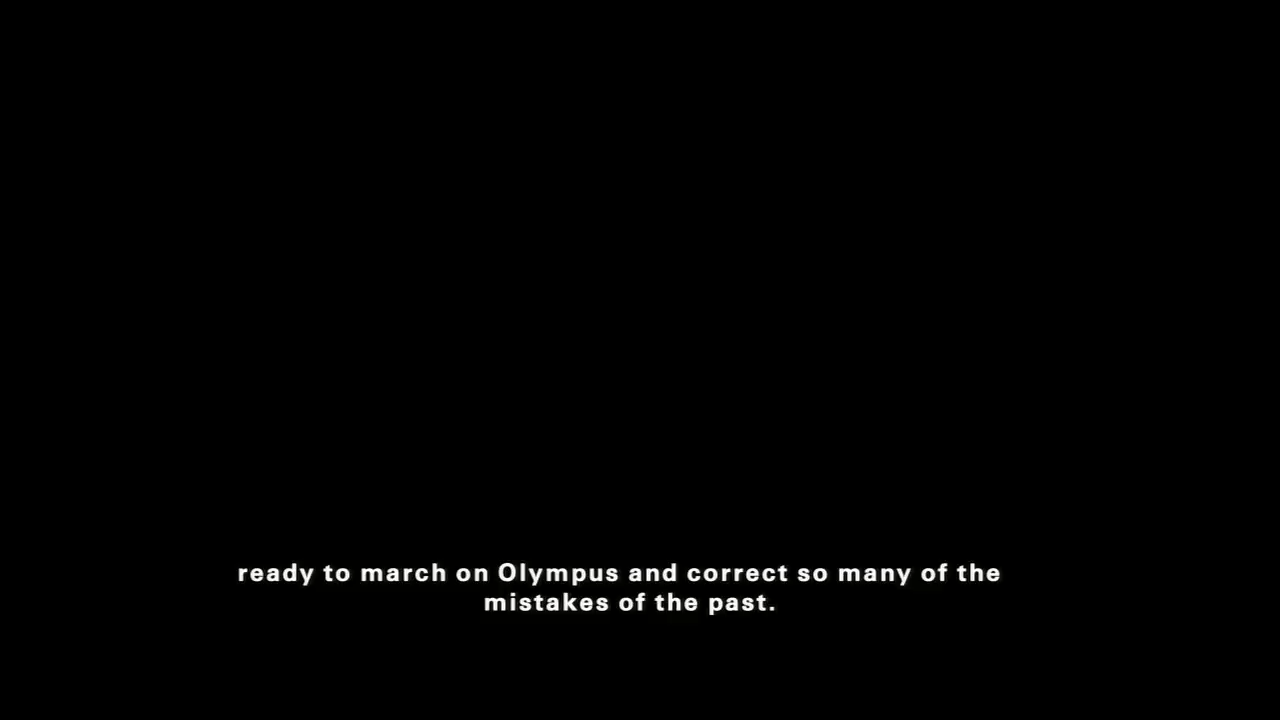 ready to march on Olympus and correct so many of the
mistakes of the past.